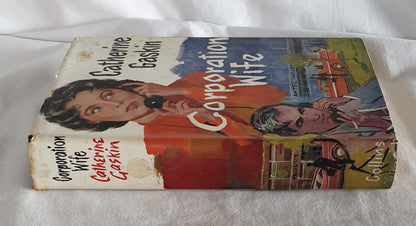 Catherine
Gaskin
Corporation
Wife
Corporation
Wife
Catherine
Gaskin
Collins